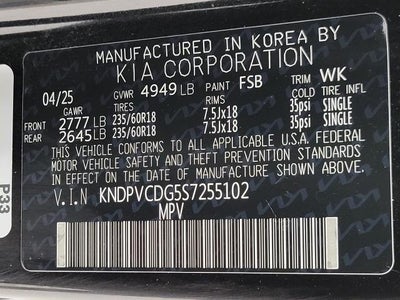 MANUFACTURED IN KOREA BY
KIA CORPORATION
04/25 GVWR 4949 LB PAINT FSB TRIM WK
TIRES RIMS COLD TIRE INFL
FRONT 2777 LB 235/60R18 7.5Jx18 35psi SINGLE
REAR 2645 LB 235/60R18 7.5Jx18 35psi SINGLE
THIS VEHICLE CONFORMS TO ALL APPLICABLE U.S.A. FEDERAL
MOTOR VEHICLE SAFETY AND THEFT PREVENTION STANDARDS
IN EFFECT ON THE DATE OF MANUFACTURE SHOWN ABOVE.
V.I.N KNDPVCDG5S7255102
MPV
P33